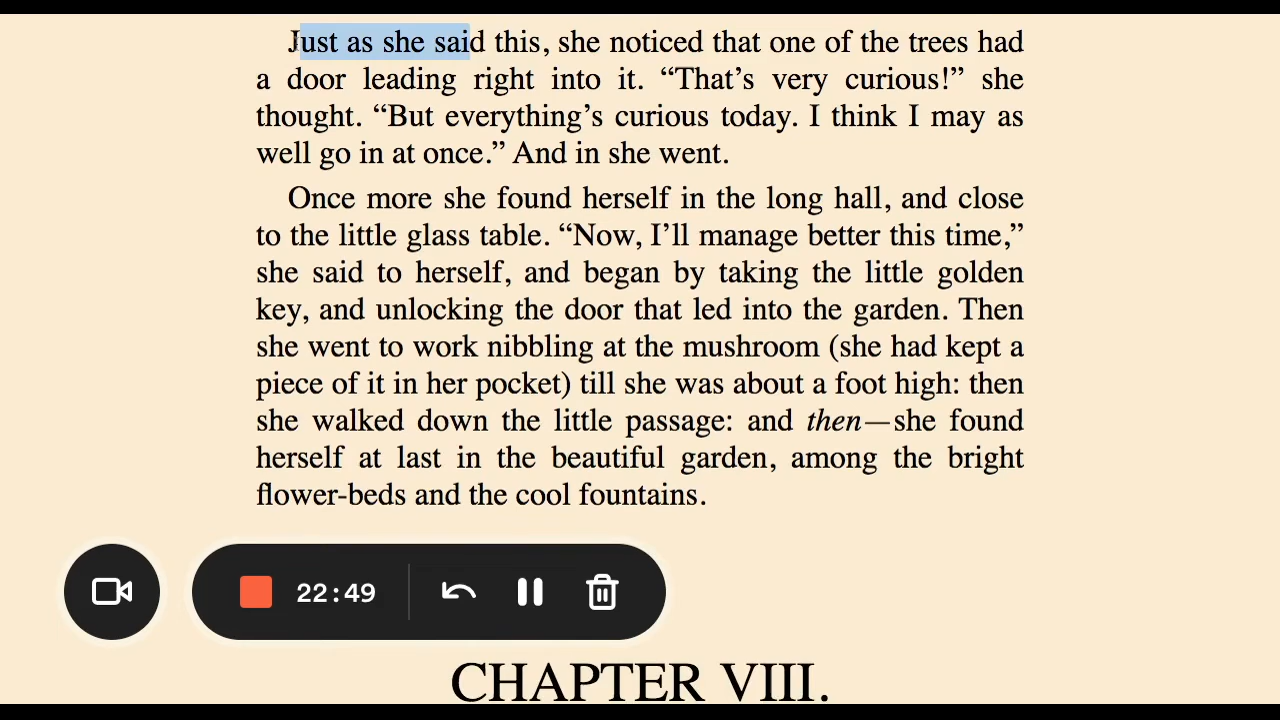 Just as she said this, she noticed that one of the trees had
a door leading right into it. “That’s very curious!” she
thought. “But everything’s curious today. I think I may as
well go in at once.” And in she went.
Once more she found herself in the long hall, and close
to the little glass table. “Now, I’ll manage better this time,”
she said to herself, and began by taking the little golden
key, and unlocking the door that led into the garden. Then
she went to work nibbling at the mushroom (she had kept a
piece of it in her pocket) till she was about a foot high: then
she walked down the little passage: and then—she found
herself at last in the beautiful garden, among the bright
flower-beds and the cool fountains.
22:49
CHAPTER VIII.